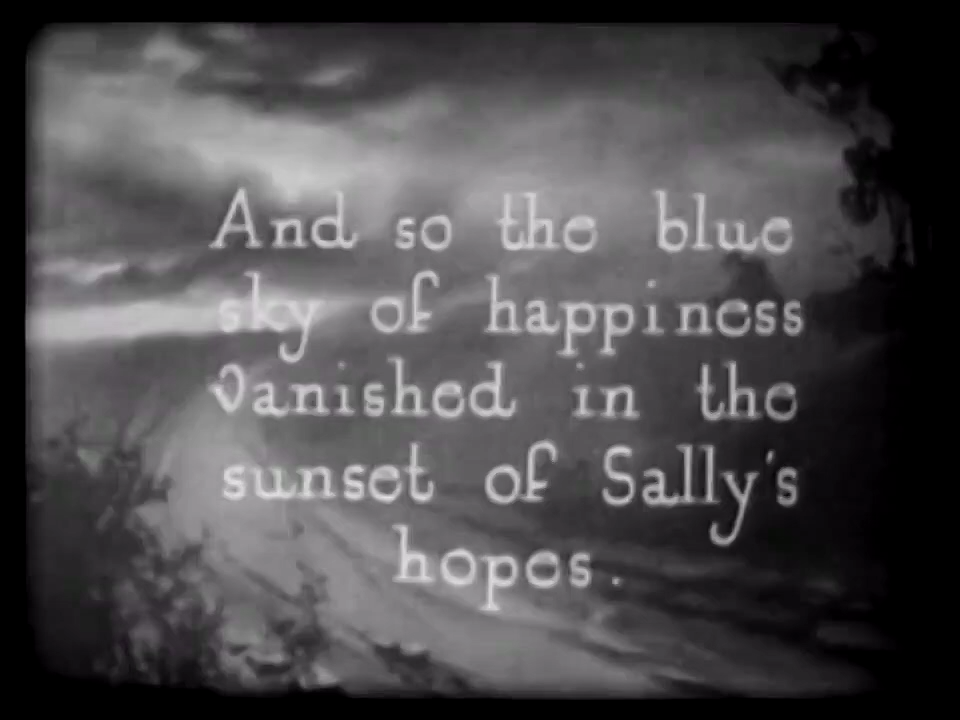 And so the blue
sky of happiness
vanished in the
sunset of Sally's
hopes.